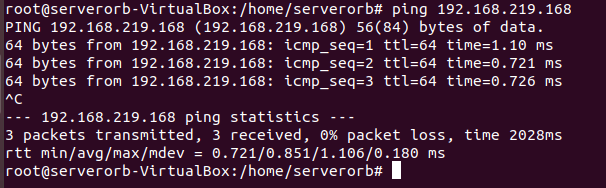 root@serverorb-VirtualBox:/home/serverorb# ping 192.168.219.168
PING 192.168.219.168 (192.168.219.168) 56(84) bytes of data.
64 bytes from 192.168.219.168: icmp_seq=1 ttl=64 time=1.10 ms
64 bytes from 192.168.219.168: icmp_seq=2 ttl=64 time=0.721 ms
64 bytes from 192.168.219.168: icmp_seq=3 ttl=64 time=0.726 ms
^C
--- 192.168.219.168 ping statistics ---
3 packets transmitted, 3 received, 0% packet loss, time 2028ms
rtt min/avg/max/mdev = 0.721/0.851/1.106/0.180 ms
root@serverorb-VirtualBox:/home/serverorb#